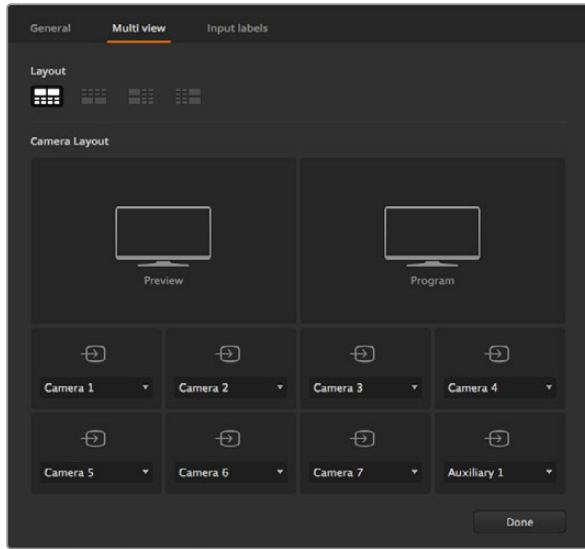 General Multi view Input labels
Layout
Camera Layout
Preview Program
Camera 1 Camera 2 Camera 3 Camera 4
Camera 5 Camera 6 Camera 7 Auxiliary 1
Done